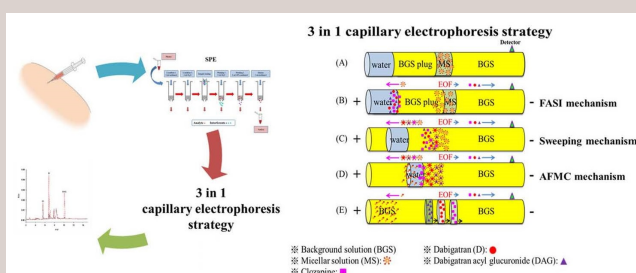 3 in 1 capillary electrophoresis strategy
SPE
Detector
(A) water BGS plug MS BGS
EOF
(B) + water BGS plug MS BGS - FASI mechanism
EOF
(C) + water BGS - Sweeping mechanism
EOF
(D) + water BGS - AFMC mechanism
EOF
(E) + BGS BGS -
3 in 1
capillary electrophoresis
strategy
※ Background solution (BGS) ※ Dabigatran (D):
※ Micellar solution (MS): ※ Dabigatran acyl glucuronide (DAG):
※ Clozapine: